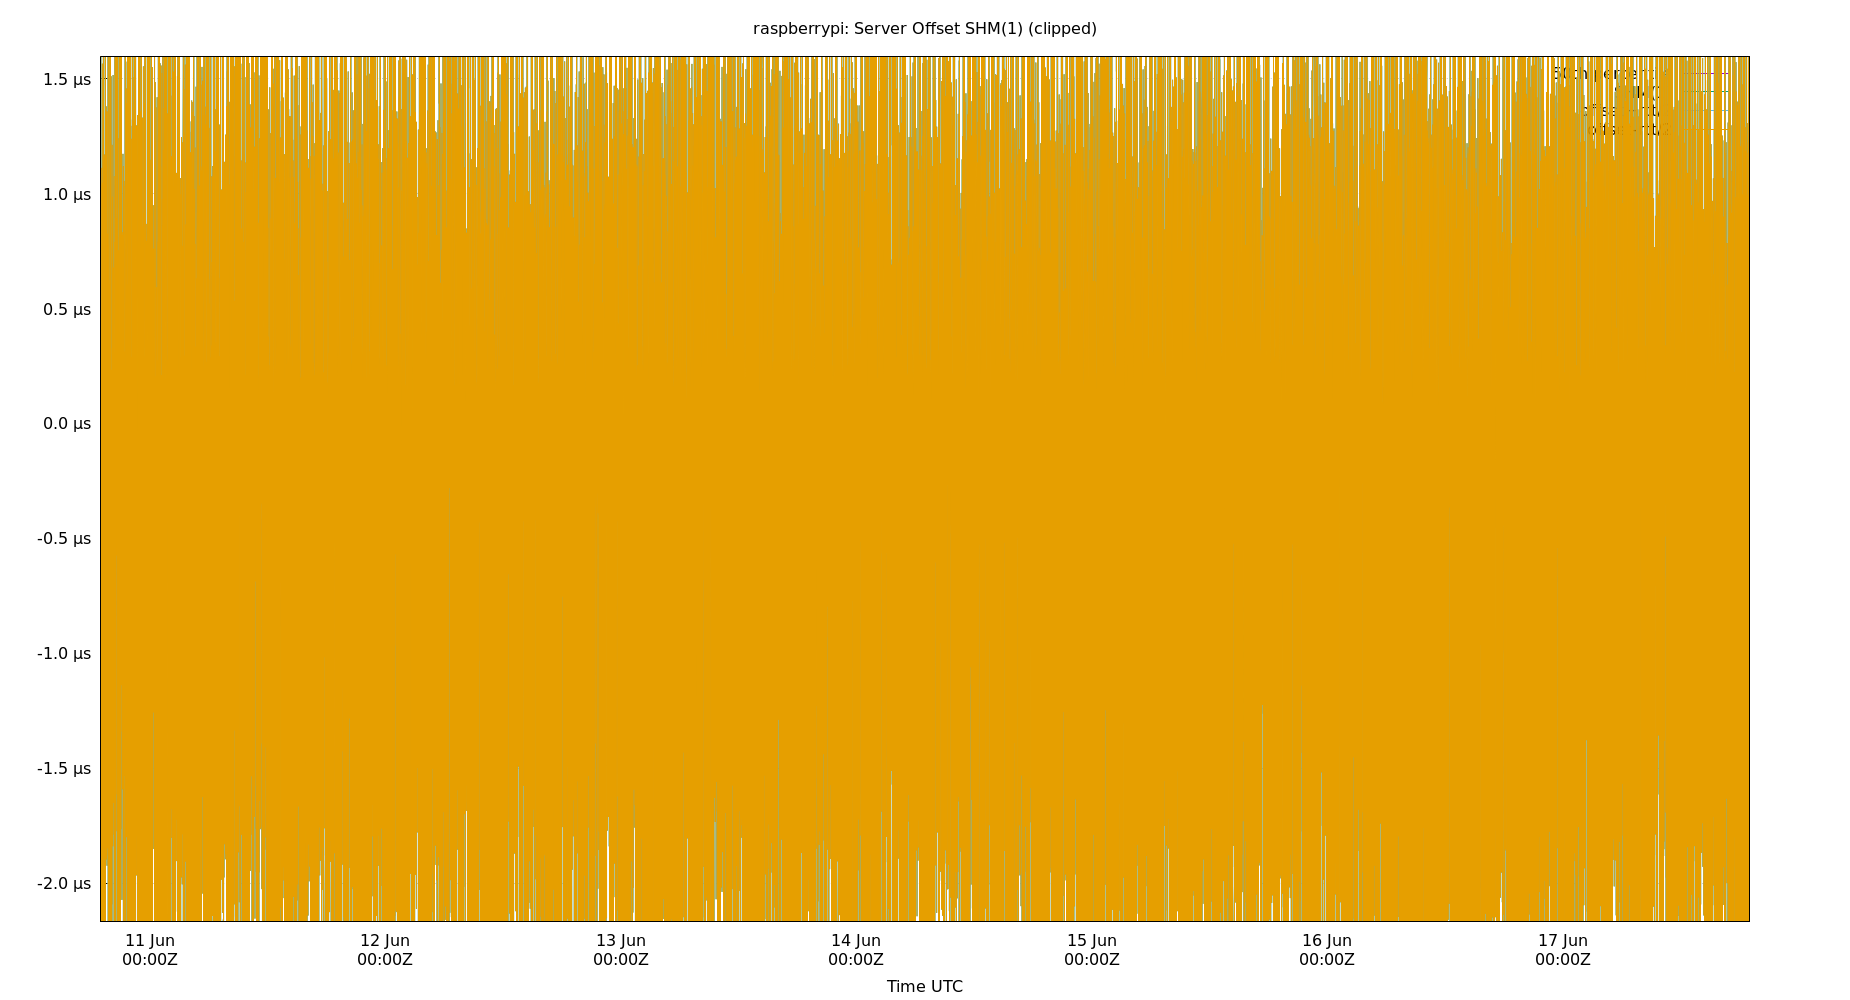 raspberrypi: Server Offset SHM(1) (clipped)
1.5 µs
1.0 µs
0.5 µs
0.0 µs
-0.5 µs
-1.0 µs
-1.5 µs
-2.0 µs
11 Jun 12 Jun 13 Jun 14 Jun 15 Jun 16 Jun 17 Jun
00:00Z 00:00Z 00:00Z 00:00Z 00:00Z 00:00Z 00:00Z
Time UTC